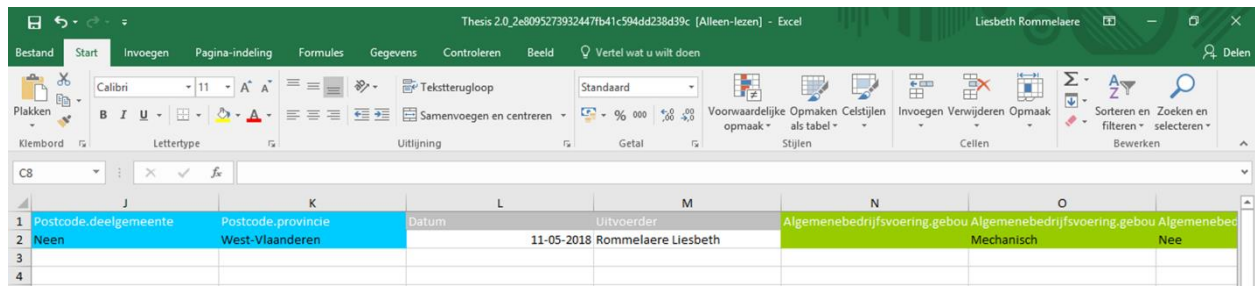 Thesis 2.0_2e8095273932447fb41c594dd238d39c [Alleen-lezen] - Excel
Liesbeth Rommelaere
Bestand Start Invoegen Pagina-indeling Formules Gegevens Controleren Beeld Vertel wat u wilt doen Delen
Plakken
Calibri 11 A A
B I U A
Tekstterugloop
Samenvoegen en centreren
Standaard
% 000 ,00 ,0
Voorwaardelijke opmaak
Opmaken als tabel
Celstijlen
Invoegen Verwijderen Opmaak
Σ
A Z
Sorteren en filteren
Zoeken en selecteren
Klembord Lettertype Uitlijning Getal Stijlen Cellen Bewerken
C8 fx
J K L M N O
1 Postcode.deelgemeente Postcode.provincie Datum Uitvoerder Algemenebedrijfsvoering.gebou Algemenebedrijfsvoering.gebou Algemenebed
2 Neen West-Vlaanderen 11-05-2018 Rommelaere Liesbeth Mechanisch Nee
3
4